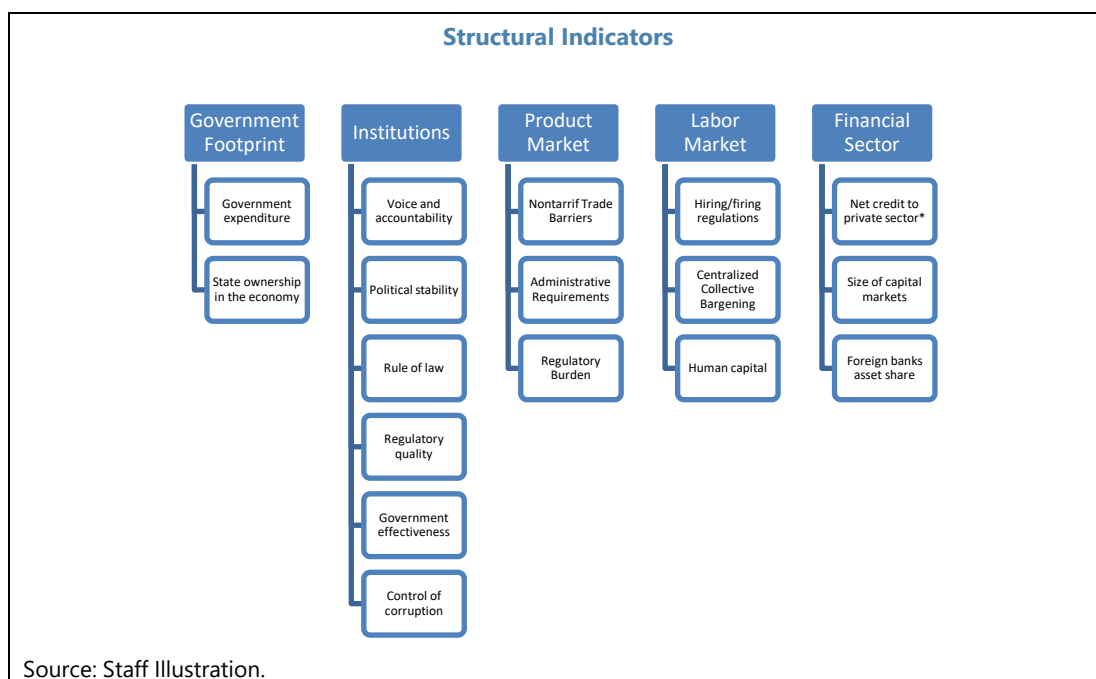 Structural Indicators
Government
Footprint
Government
expenditure
State ownership
in the economy
Institutions
Voice and
accountability
Political stability
Rule of law
Regulatory
quality
Government
effectiveness
Control of
corruption
Product
Market
Nontarrif Trade
Barriers
Administrative
Requirements
Regulatory
Burden
Labor
Market
Hiring/firing
regulations
Centralized
Collective
Bargening
Human capital
Financial
Sector
Net credit to
private sector*
Size of capital
markets
Foreign banks
asset share
Source: Staff Illustration.